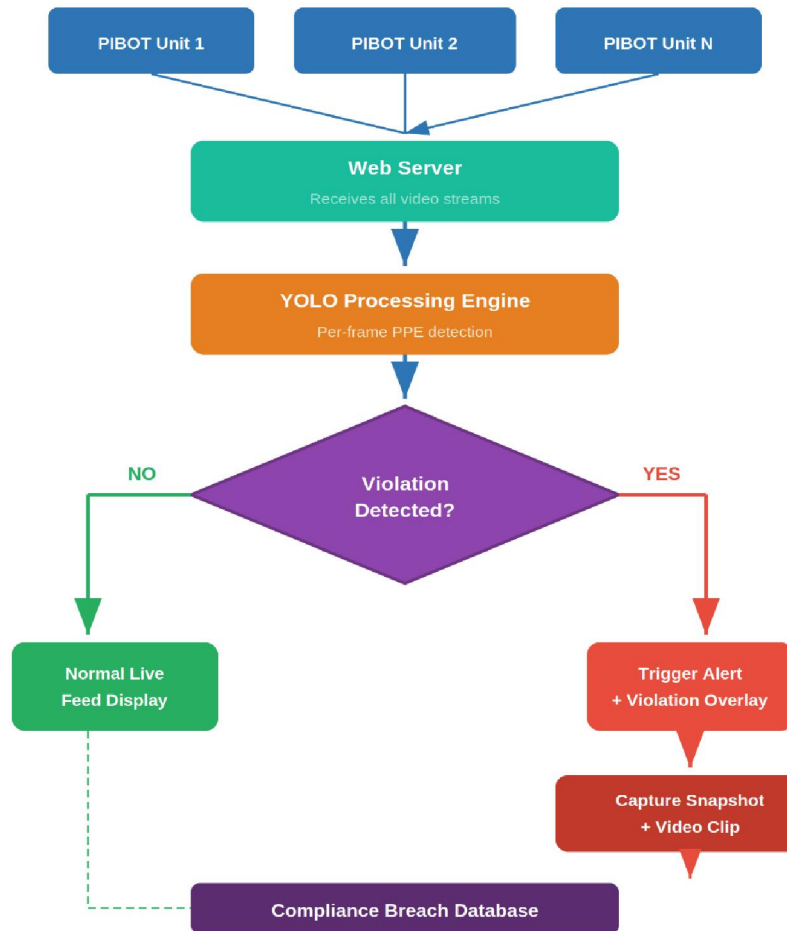 PIBOT Unit 1
PIBOT Unit 2
PIBOT Unit N
Web Server
Receives all video streams
YOLO Processing Engine
Per-frame PPE detection
Violation
Detected?
NO
YES
Normal Live
Feed Display
Trigger Alert
+ Violation Overlay
Capture Snapshot
+ Video Clip
Compliance Breach Database